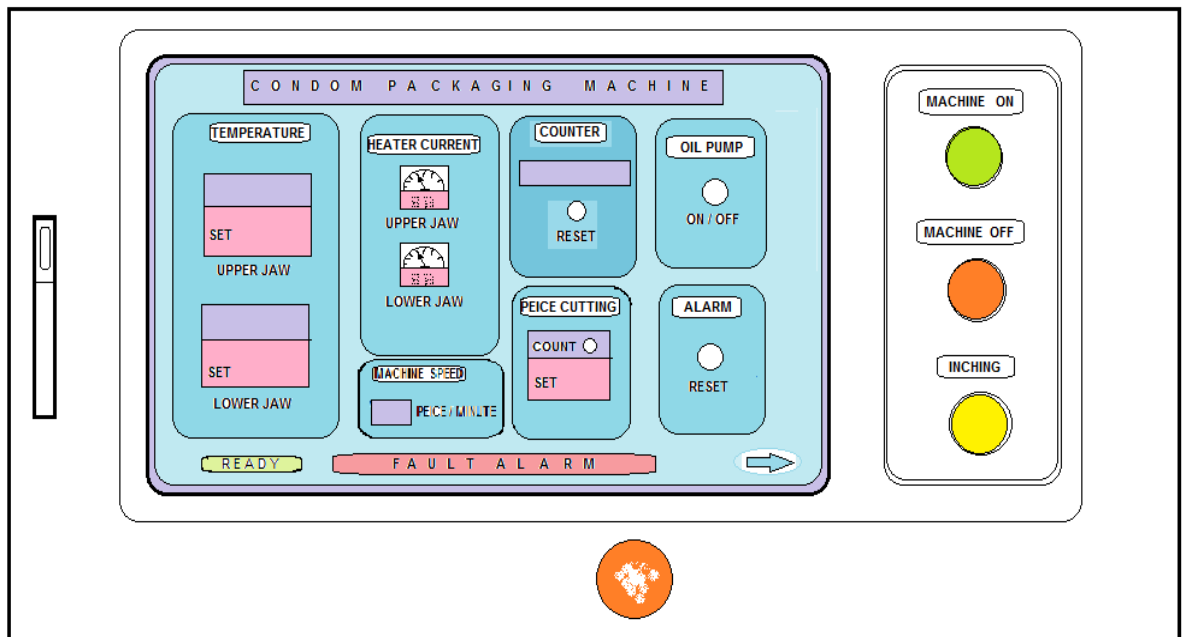 CONDOM PACKAGING MACHINE
TEMPERATURE
SET
UPPER JAW
SET
LOWER JAW
HEATER CURRENT
UPPER JAW
LOWER JAW
MACHINE SPEED
PEICE / MINUTE
COUNTER
RESET
PEICE CUTTING
COUNT
SET
OIL PUMP
ON / OFF
ALARM
RESET
READY
FAULT ALARM
MACHINE ON
MACHINE OFF
INCHING